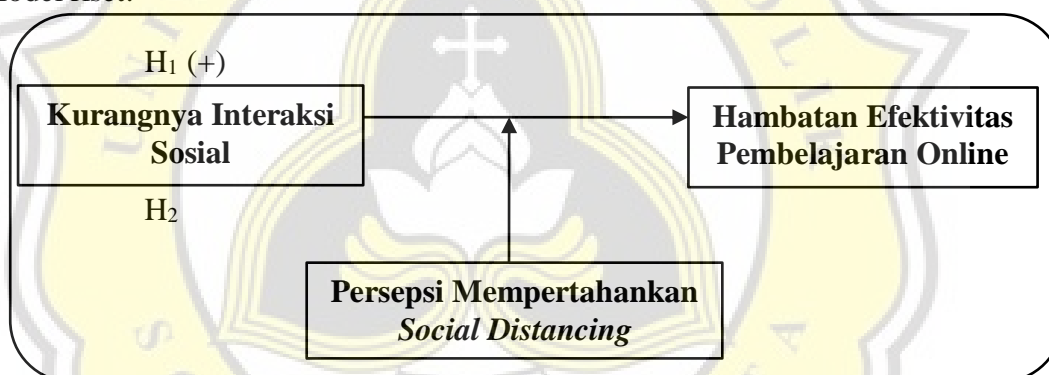 H₁ (+)
Kurangnya Interaksi
Sosial
Hambatan Efektivitas
Pembelajaran Online
H₂
Persepsi Mempertahankan
Social Distancing